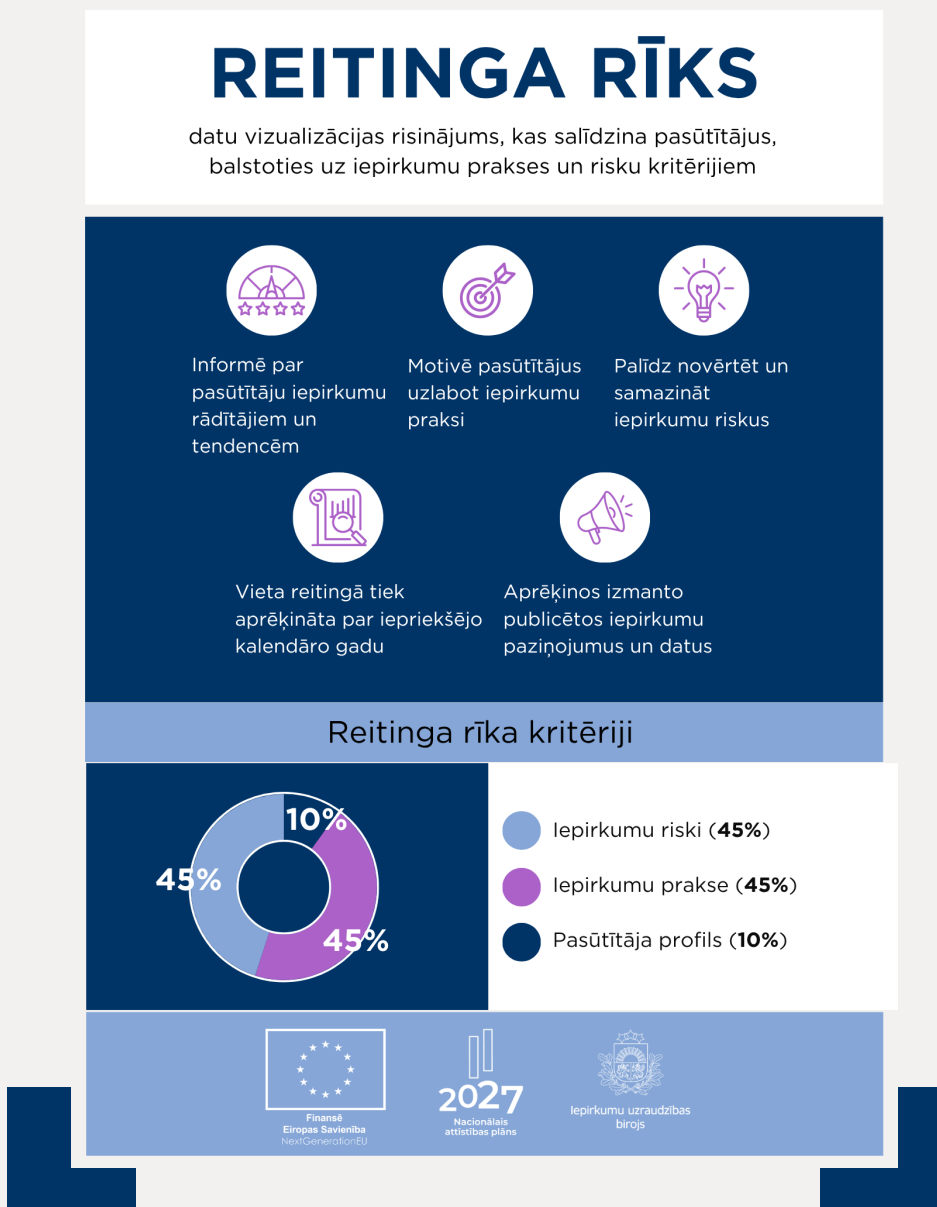 REITINGA RĪKS
datu vizualizācijas risinājums, kas salīdzina pasūtītājus,
balstoties uz iepirkumu prakses un risku kritērijiem
Informē par
pasūtītāju iepirkumu
rādītājiem un
tendencēm
Motivē pasūtītājus
uzlabot iepirkumu
praksi
Palīdz novērtēt un
samazināt
iepirkumu riskus
Vieta reitingā tiek
aprēķināta par iepriekšējo
kalendāro gadu
Aprēķinos izmanto
publicētos iepirkumu
paziņojumus un datus
Reitinga rīka kritēriji
10%
45%
45%
Iepirkumu riski (45%)
Iepirkumu prakse (45%)
Pasūtītāja profils (10%)
Finansē
Eiropas Savienība
NextGenerationEU
2027
Nacionālais
attīstības plāns
Iepirkumu uzraudzības
birojs